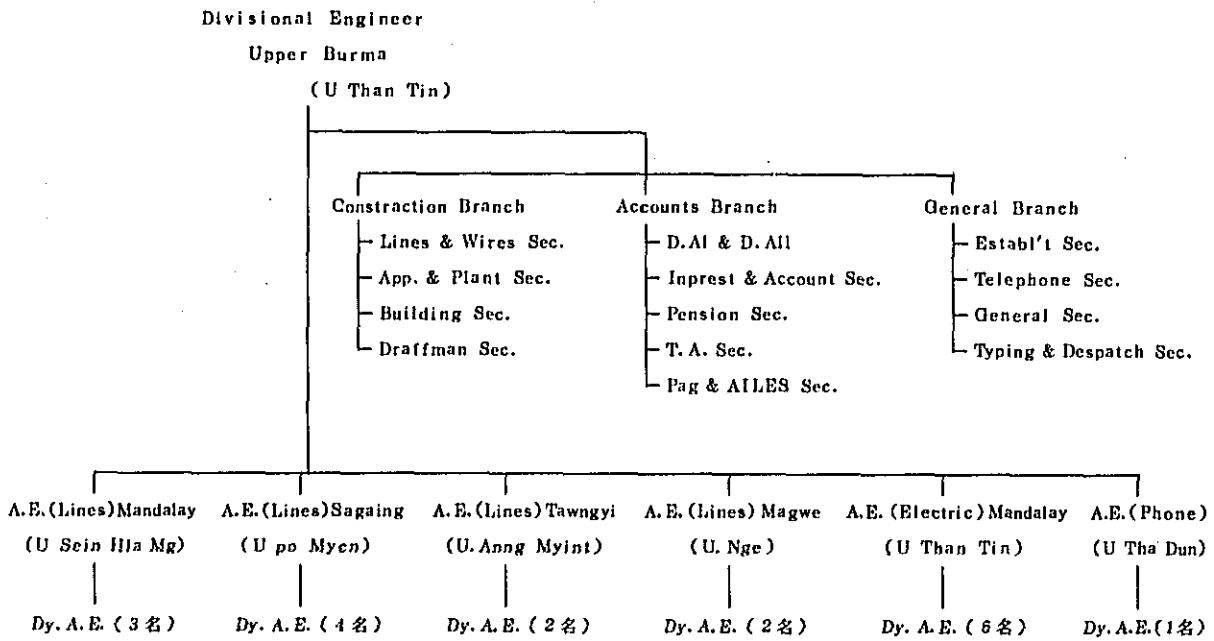 Divisional Engineer
Upper Burma
(U Than Tin)
Constraction Branch
Lines & Wires Sec.
App. & Plant Sec.
Building Sec.
Draffman Sec.
Accounts Branch
D.AI & D.AII
Inprest & Account Sec.
Pension Sec.
T.A. Sec.
Pag & AILES Sec.
General Branch
Establ't Sec.
Telephone Sec.
General Sec.
Typing & Despatch Sec.
A.E.(Lines)Mandalay A.E.(Lines)Sagaing A.E.(Lines)Tawngyi A.E.(Lines) Magwe A.E.(Electric)Mandalay A.E.(Phone)
(U Sein Hla Mg) (U po Myen) (U. Anng Myint) (U. Nge) (U Than Tin) (U Tha Dun)
Dy. A.E. (3名) Dy. A.E. (4名) Dy. A.E. (2名) Dy. A.E. (2名) Dy. A.E. (6名) Dy. A.E.(1名)